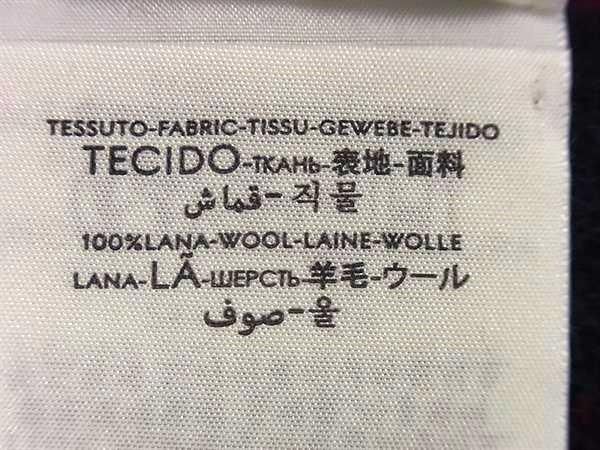 TESSUTO-FABRIC-TISSU-GEWEBE-TEJIDO
TECIDO-ТКАНЬ-表地-面料
قماش-직물
100%LANA-WOOL-LAINE-WOLLE
LANA-LÃ-ШЕРСТЬ-羊毛-ウール
صوف-울